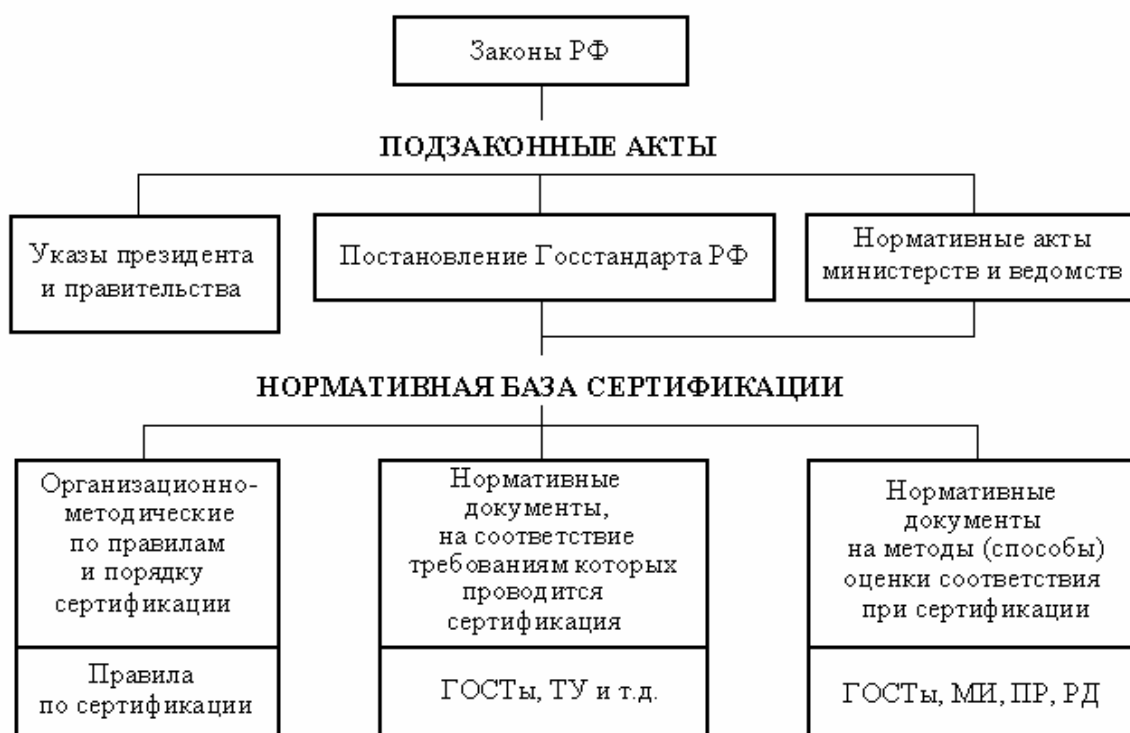 Законы РФ
ПОДЗАКОННЫЕ АКТЫ
Указы президента
и правительства
Постановление Госстандарта РФ
Нормативные акты
министерств и ведомств
НОРМАТИВНАЯ БАЗА СЕРТИФИКАЦИИ
Организационно-
методические
по правилам
и порядку
сертификации
Правила
по сертификации
Нормативные
документы,
на соответствие
требованиям которых
проводится
сертификация
ГОСТы, ТУ и т.д.
Нормативные
документы
на методы (способы)
оценки соответствия
при сертификации
ГОСТы, МИ, ПР, РД